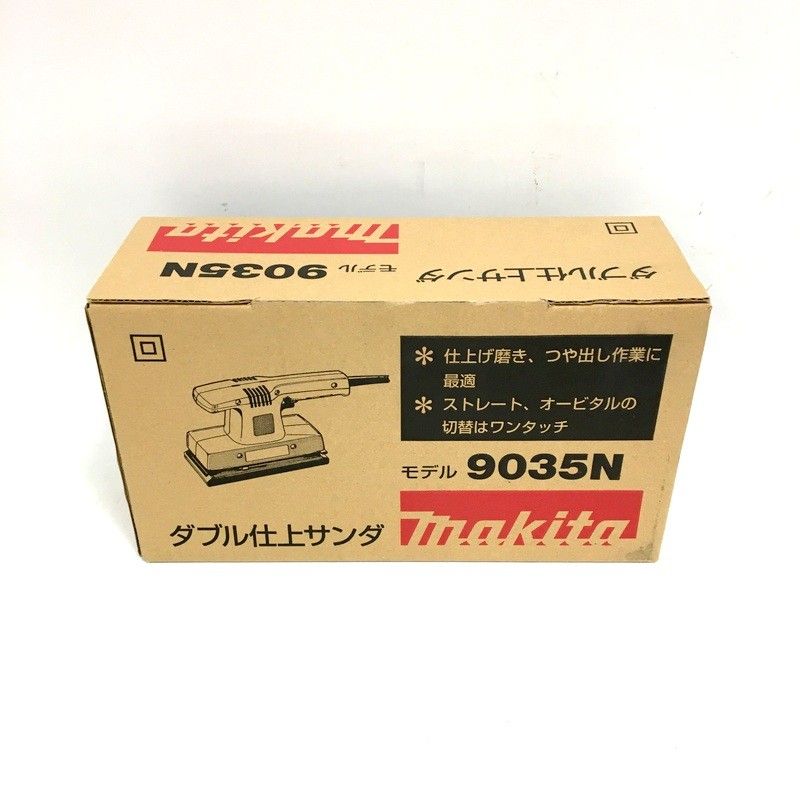 makita
モデル 9035N
ダブル仕上サンダ
* 仕上げ磨き、つや出し作業に
最適
* ストレート、オービタルの
切替はワンタッチ
モデル 9035N
ダブル仕上サンダ
makita